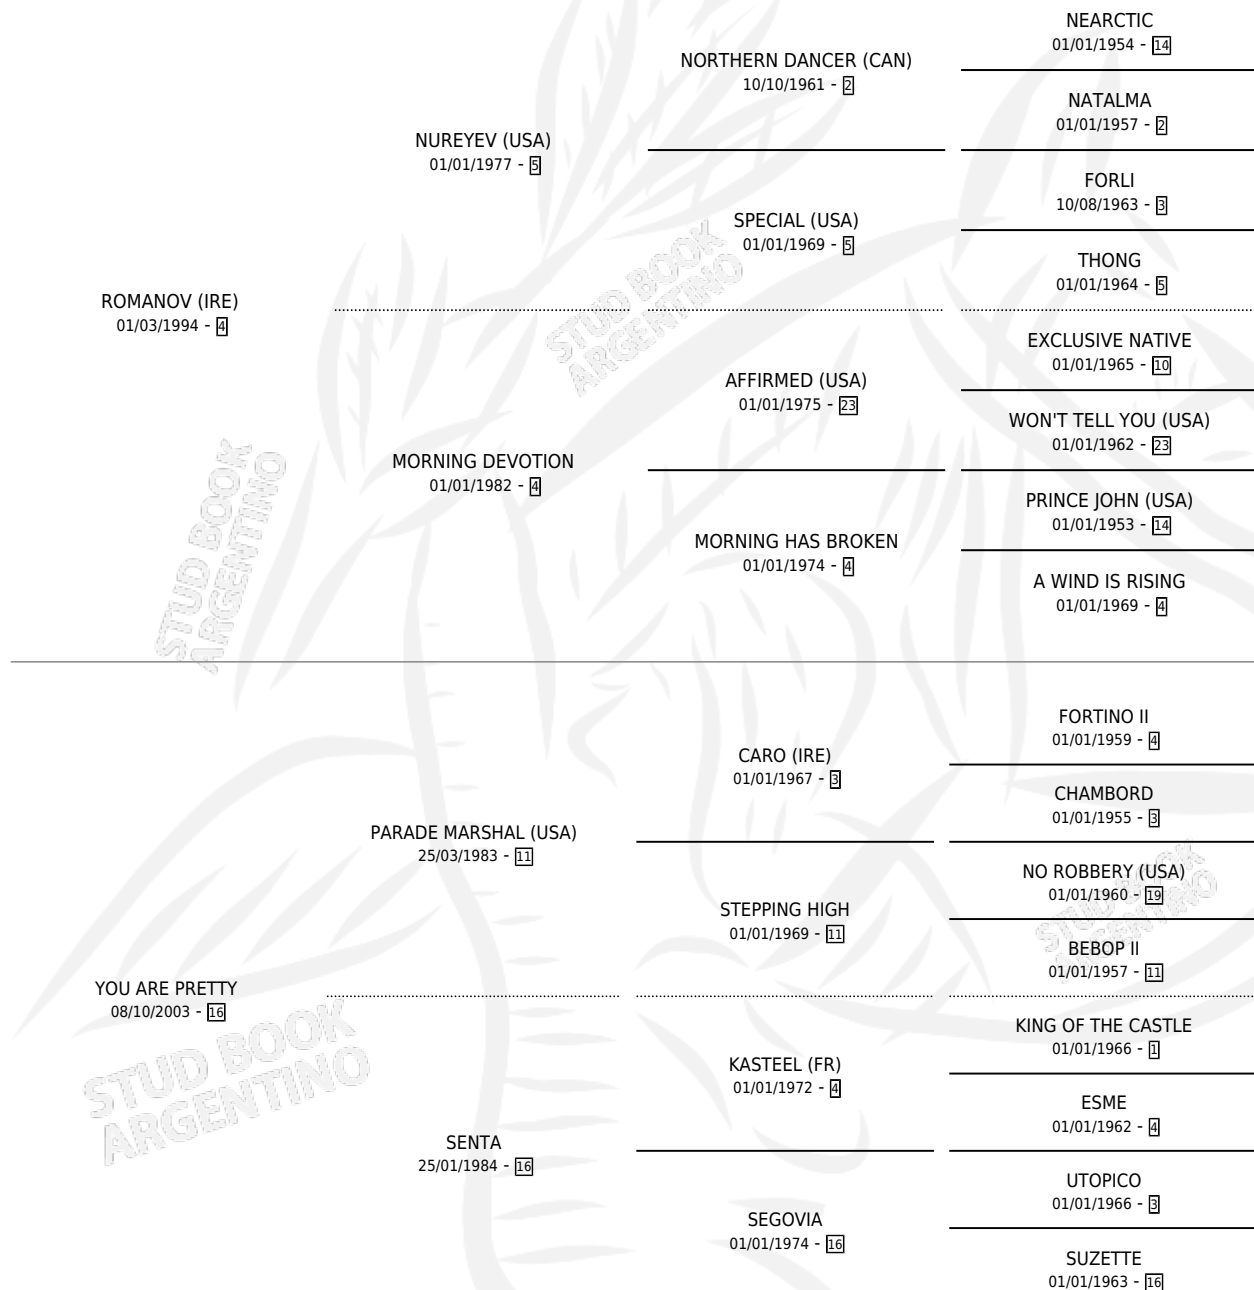 NEARCTIC
01/01/1954 - 14
NORTHERN DANCER (CAN)
10/10/1961 - 2
NATALMA
01/01/1957 - 2
NUREYEV (USA)
01/01/1977 - 5
FORLI
10/08/1963 - 3
SPECIAL (USA)
01/01/1969 - 5
THONG
01/01/1964 - 5
ROMANOV (IRE)
01/03/1994 - 4
EXCLUSIVE NATIVE
01/01/1965 - 10
AFFIRMED (USA)
01/01/1975 - 23
WON'T TELL YOU (USA)
01/01/1962 - 23
MORNING DEVOTION
01/01/1982 - 4
PRINCE JOHN (USA)
01/01/1953 - 14
MORNING HAS BROKEN
01/01/1974 - 4
A WIND IS RISING
01/01/1969 - 4
FORTINO II
01/01/1959 - 4
CARO (IRE)
01/01/1967 - 3
CHAMBORD
01/01/1955 - 3
PARADE MARSHAL (USA)
25/03/1983 - 11
NO ROBBERY (USA)
01/01/1960 - 19
STEPPING HIGH
01/01/1969 - 11
BEBOP II
01/01/1957 - 11
YOU ARE PRETTY
08/10/2003 - 16
KING OF THE CASTLE
01/01/1966 - 1
KASTEEL (FR)
01/01/1972 - 4
ESME
01/01/1962 - 4
SENTA
25/01/1984 - 16
UTOPICO
01/01/1966 - 3
SEGOVIA
01/01/1974 - 16
SUZETTE
01/01/1963 - 16
STUD BOOK
ARGENTINO
STUD BOOK
ARGENTINO
STUD BOOK
ARGENTINO
STUD BOOK
ARGENTINO